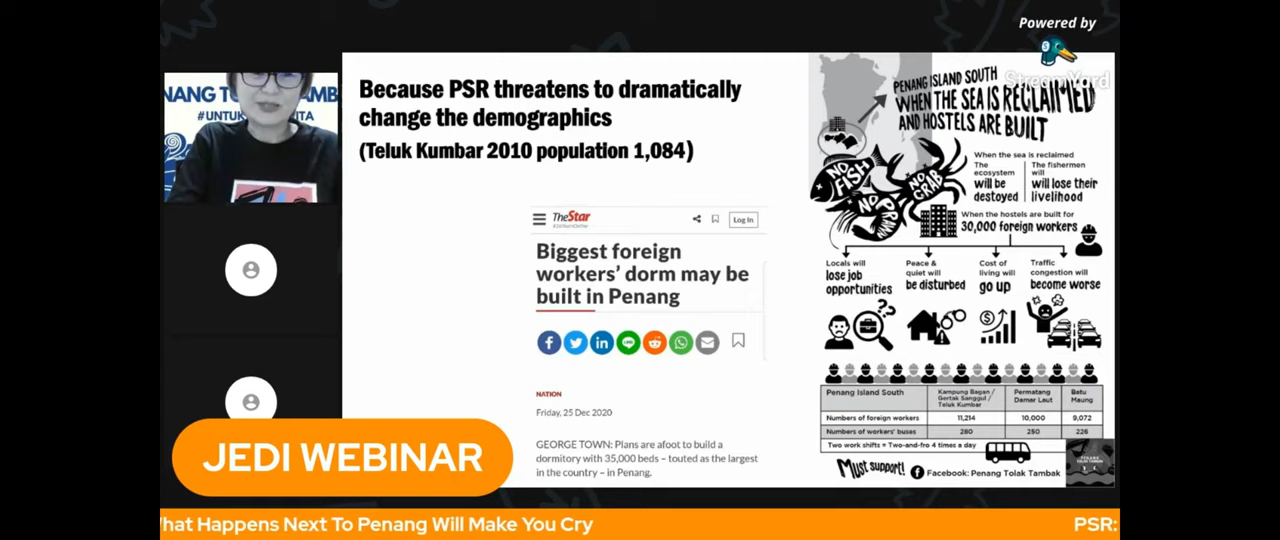 Powered by
StreamYard
NANG TO
AMB
#UNTUK
ITA
Because PSR threatens to dramatically
change the demographics
(Teluk Kumbar 2010 population 1,084)
TheStar
Log In
Biggest foreign
workers' dorm may be
built in Penang
NATION
Friday, 25 Dec 2020
GEORGE TOWN: Plans are afoot to build a
dormitory with 35,000 beds – touted as the largest
in the country – in Penang.
PENANG ISLAND SOUTH
WHEN THE SEA IS RECLAIMED
AND HOSTELS ARE BUILT
NO FISH
NO CRAB
NO PRAWN
When the sea is reclaimed
The ecosystem will be destoyed
The fishermen will will lose their livelihood
When the hostels are built for
30,000 foreign workers
Locals will lose job opportunities
Peace & quiet will be disturbed
Cost of living will go up
Traffic congestion will become worse
Penang Island South Kampung Bagan / Gertak Sanggul / Teluk Kumbar Permatang Damar Laut Batu Maung
Numbers of foreign workers 11,214 10,000 9,072
Numbers of workers' buses 280 250 226
Two work shifts = Two-and-fro 4 times a day
Must support!
Facebook: Penang Tolak Tambak
PENANG TOLAK TAMBAK
JEDI WEBINAR
hat Happens Next To Penang Will Make You Cry
PSR: